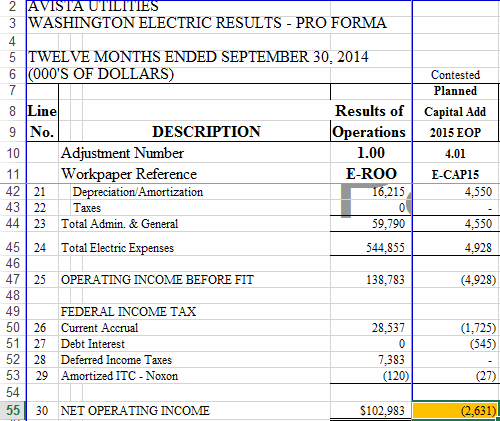 2 AVISTA UTILITIES
3 WASHINGTON ELECTRIC RESULTS - PRO FORMA
4
5 TWELVE MONTHS ENDED SEPTEMBER 30, 2014
6 (000'S OF DOLLARS) Contested
7 Planned
8 Line Results of Capital Add
9 No. DESCRIPTION Operations 2015 EOP
10 Adjustment Number 1.00 4.01
11 Workpaper Reference E-ROO E-CAP15
42 21 Depreciation/Amortization 16,215 4,550
43 22 Taxes 0 -
44 23 Total Admin. & General 59,790 4,550
45 24 Total Electric Expenses 544,855 4,928
46
47 25 OPERATING INCOME BEFORE FIT 138,783 (4,928)
48
49 FEDERAL INCOME TAX
50 26 Current Accrual 28,537 (1,725)
51 27 Debt Interest 0 (545)
52 28 Deferred Income Taxes 7,383 -
53 29 Amortized ITC - Noxon (120) (27)
54
55 30 NET OPERATING INCOME $102,983 (2,631)